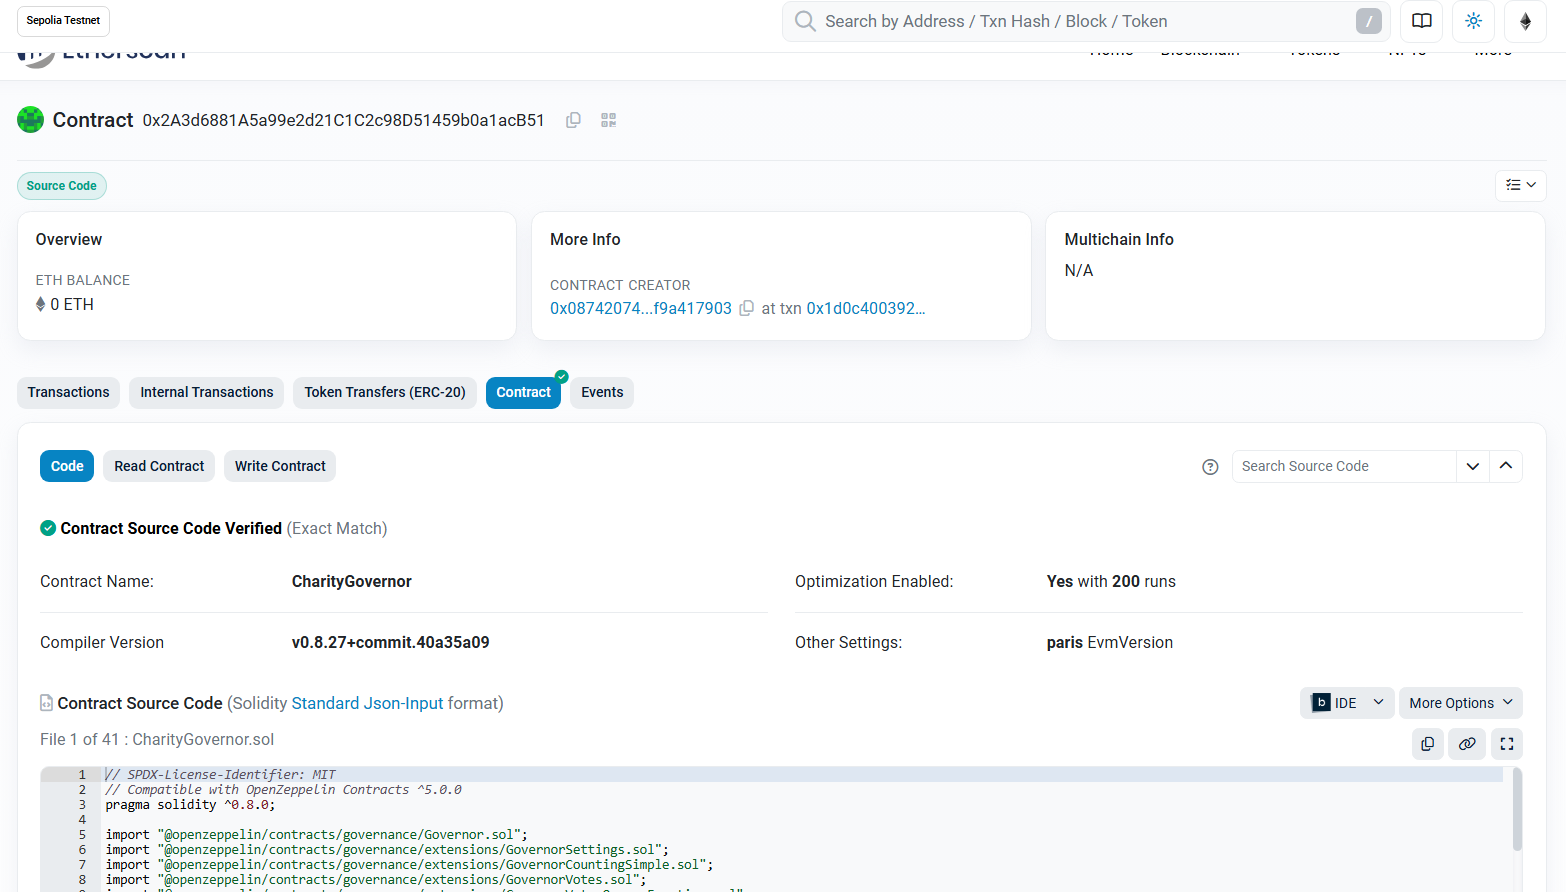 Sepolia Testnet
Search by Address / Txn Hash / Block / Token
/
Etherscan
Home Blockchain Tokens NFTs More
Contract 0x2A3d6881A5a99e2d21C1C2c98D51459b0a1acB51
Source Code
Overview
ETH BALANCE
0 ETH
More Info
CONTRACT CREATOR
0x08742074...f9a417903 at txn 0x1d0c400392...
Multichain Info
N/A
Transactions
Internal Transactions
Token Transfers (ERC-20)
Contract
Events
Code
Read Contract
Write Contract
Search Source Code
Contract Source Code Verified (Exact Match)
Contract Name: CharityGovernor
Optimization Enabled: Yes with 200 runs
Compiler Version v0.8.27+commit.40a35a09
Other Settings: paris EvmVersion
Contract Source Code (Solidity Standard Json-Input format)
b IDE
More Options
File 1 of 41 : CharityGovernor.sol
1 // SPDX-License-Identifier: MIT
2 // Compatible with OpenZeppelin Contracts ^5.0.0
3 pragma solidity ^0.8.0;
4
5 import "@openzeppelin/contracts/governance/Governor.sol";
6 import "@openzeppelin/contracts/governance/extensions/GovernorSettings.sol";
7 import "@openzeppelin/contracts/governance/extensions/GovernorCountingSimple.sol";
8 import "@openzeppelin/contracts/governance/extensions/GovernorVotes.sol";